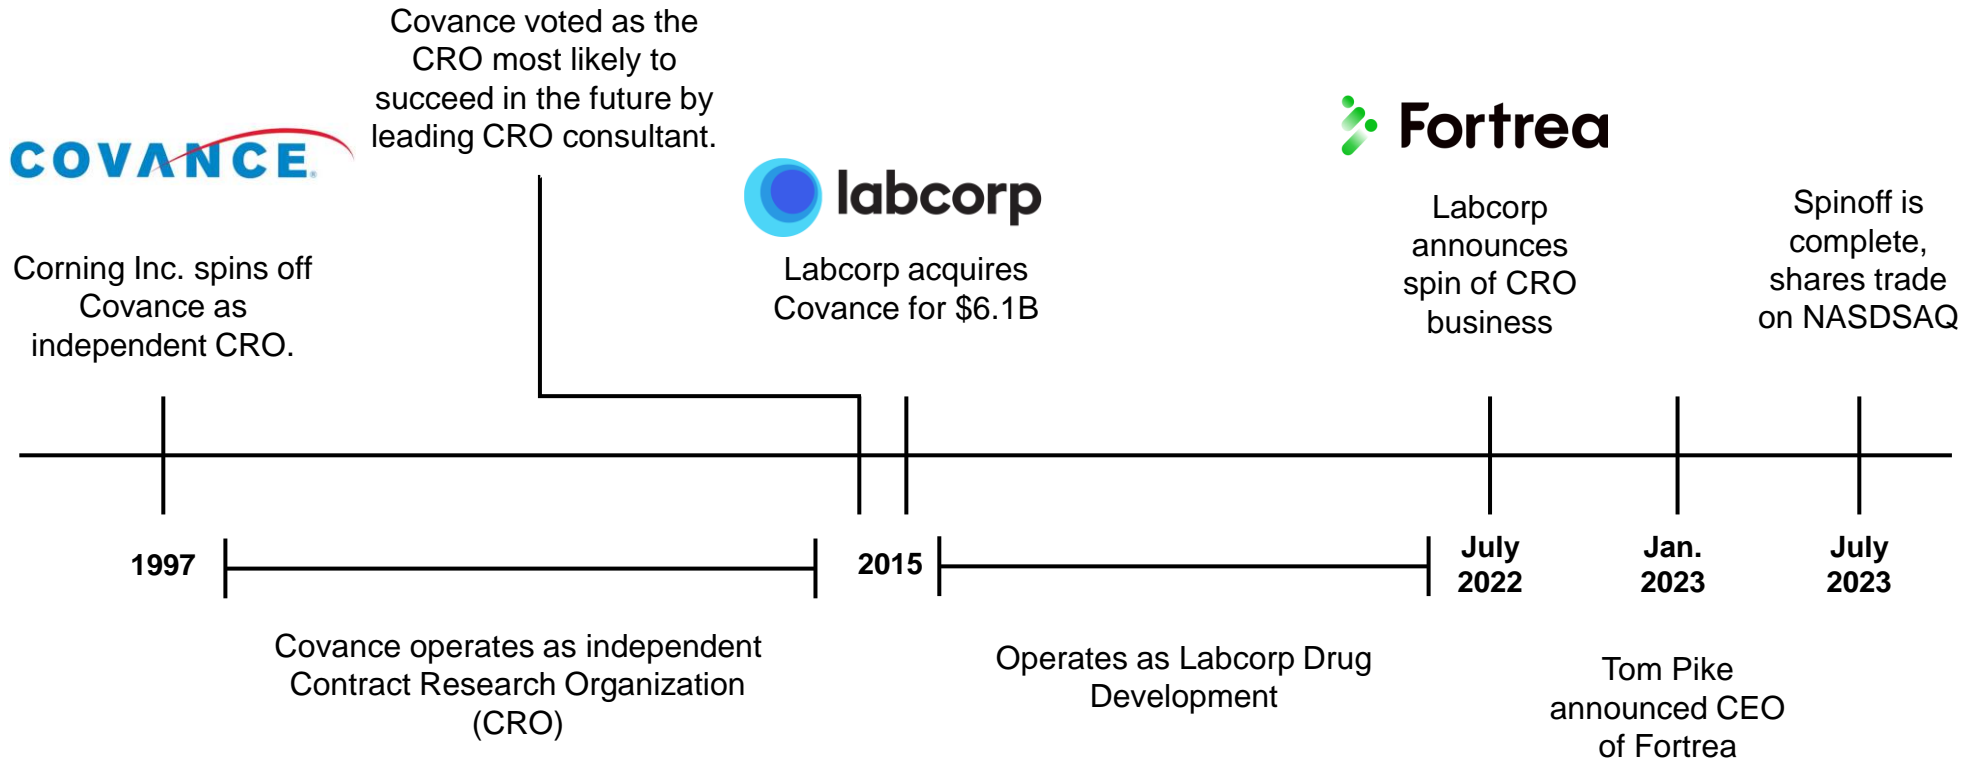 Covance voted as the
CRO most likely to
succeed in the future by
leading CRO consultant.
COVANCE®
labcorp
Fortrea
Corning Inc. spins off
Covance as
independent CRO.
Labcorp acquires
Covance for $6.1B
Labcorp
announces
spin of CRO
business
Spinoff is
complete,
shares trade
on NASDSAQ
1997
2015
July
2022
Jan.
2023
July
2023
Covance operates as independent
Contract Research Organization
(CRO)
Operates as Labcorp Drug
Development
Tom Pike
announced CEO
of Fortrea